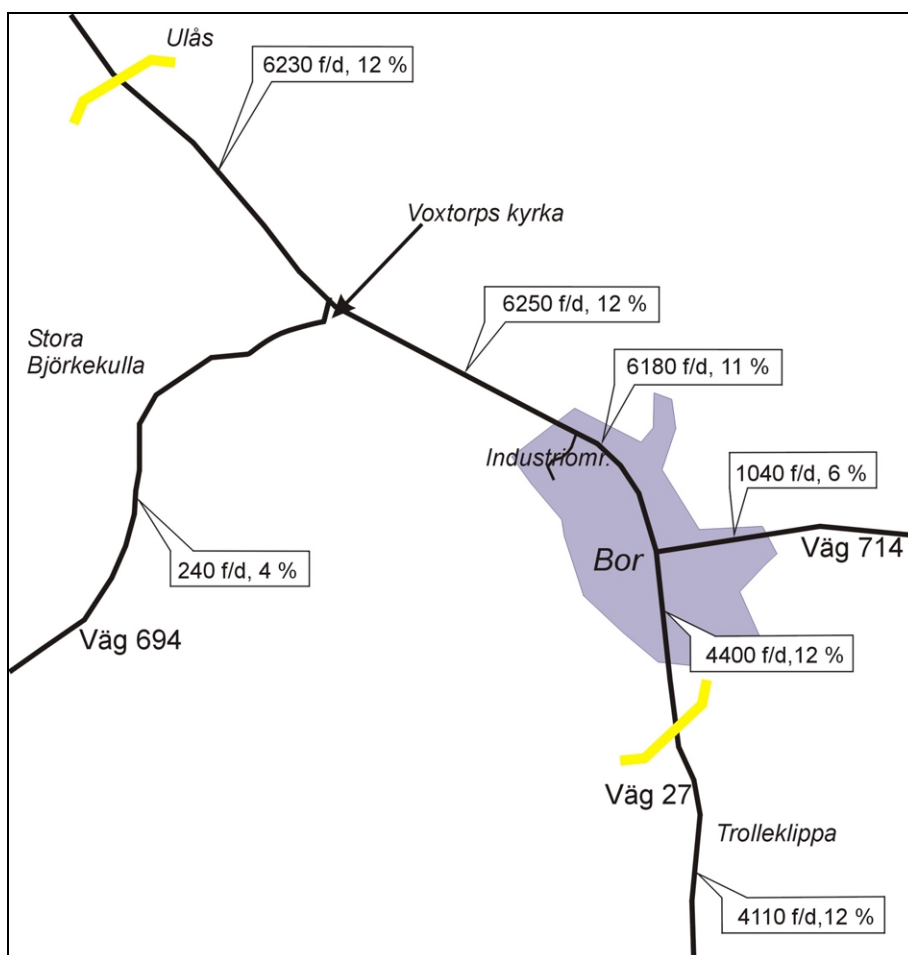 Ulås
6230 f/d, 12 %
Voxtorps kyrka
6250 f/d, 12 %
Stora
Björkekulla
6180 f/d, 11 %
Industriomr.
1040 f/d, 6 %
Väg 714
Bor
240 f/d, 4 %
Väg 694
4400 f/d,12 %
Väg 27
Trolleklippa
4110 f/d,12 %